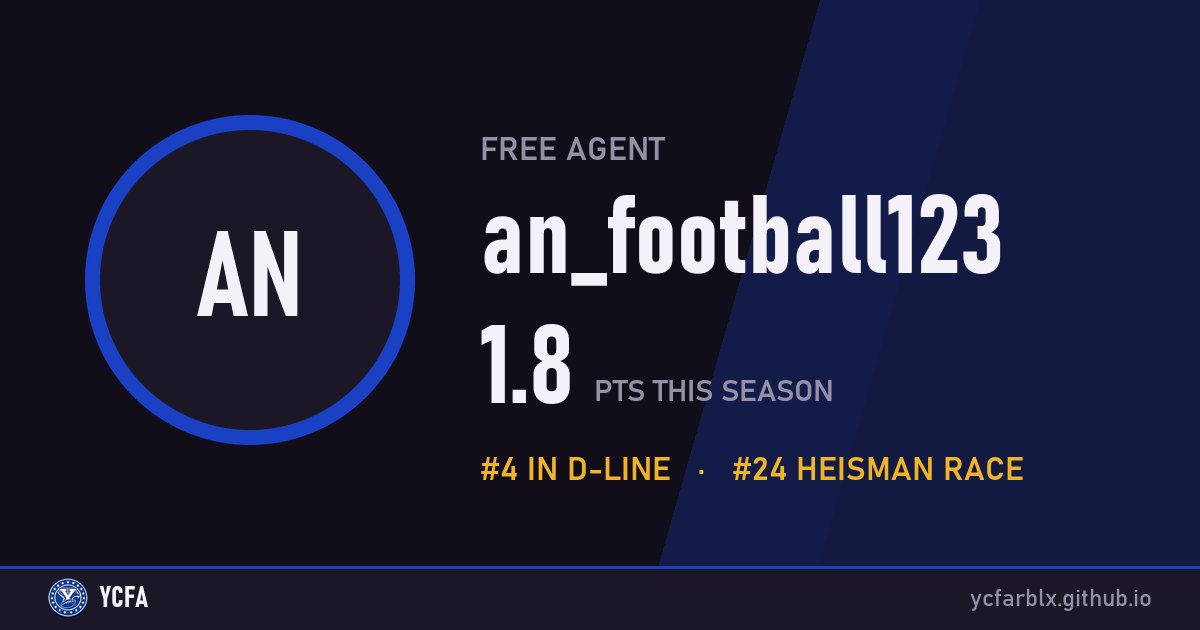 FREE AGENT
AN
an_football123
1.8 PTS THIS SEASON
#4 IN D-LINE · #24 HEISMAN RACE
YCFA
ycfarblx.github.io